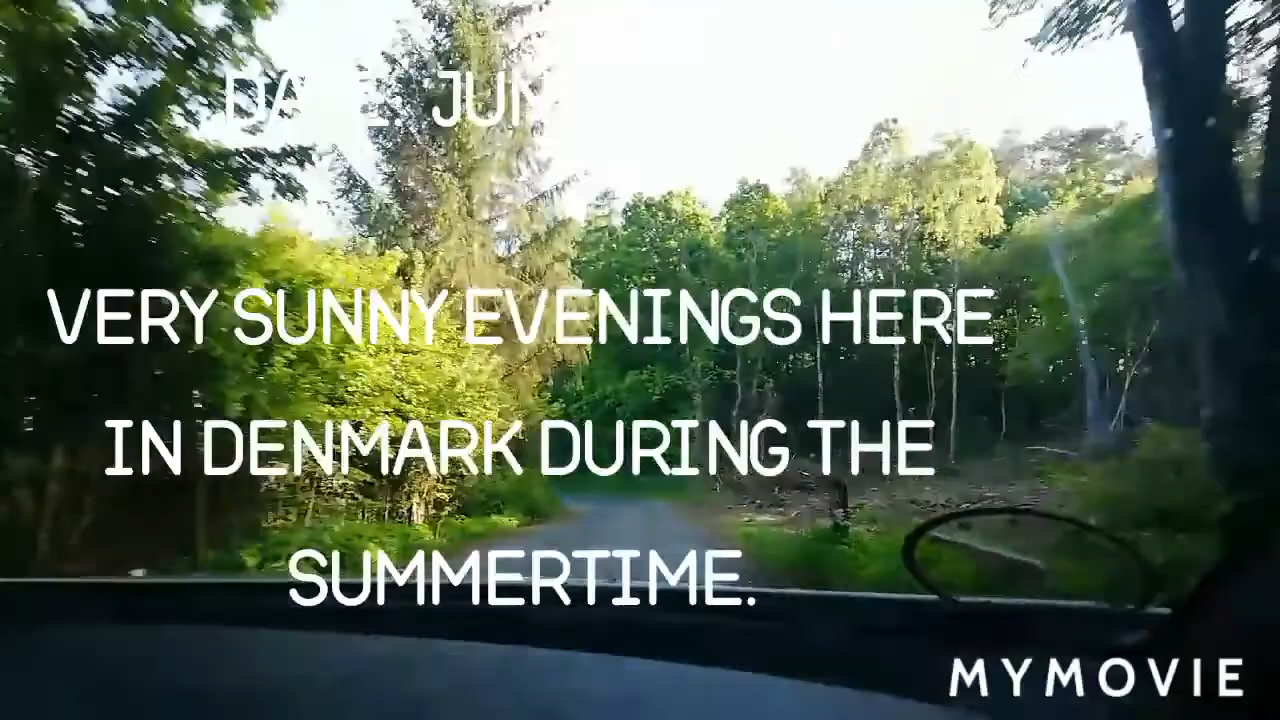 VERY SUNNY EVENINGS HERE
IN DENMARK DURING THE
SUMMERTIME.
MYMOVIE